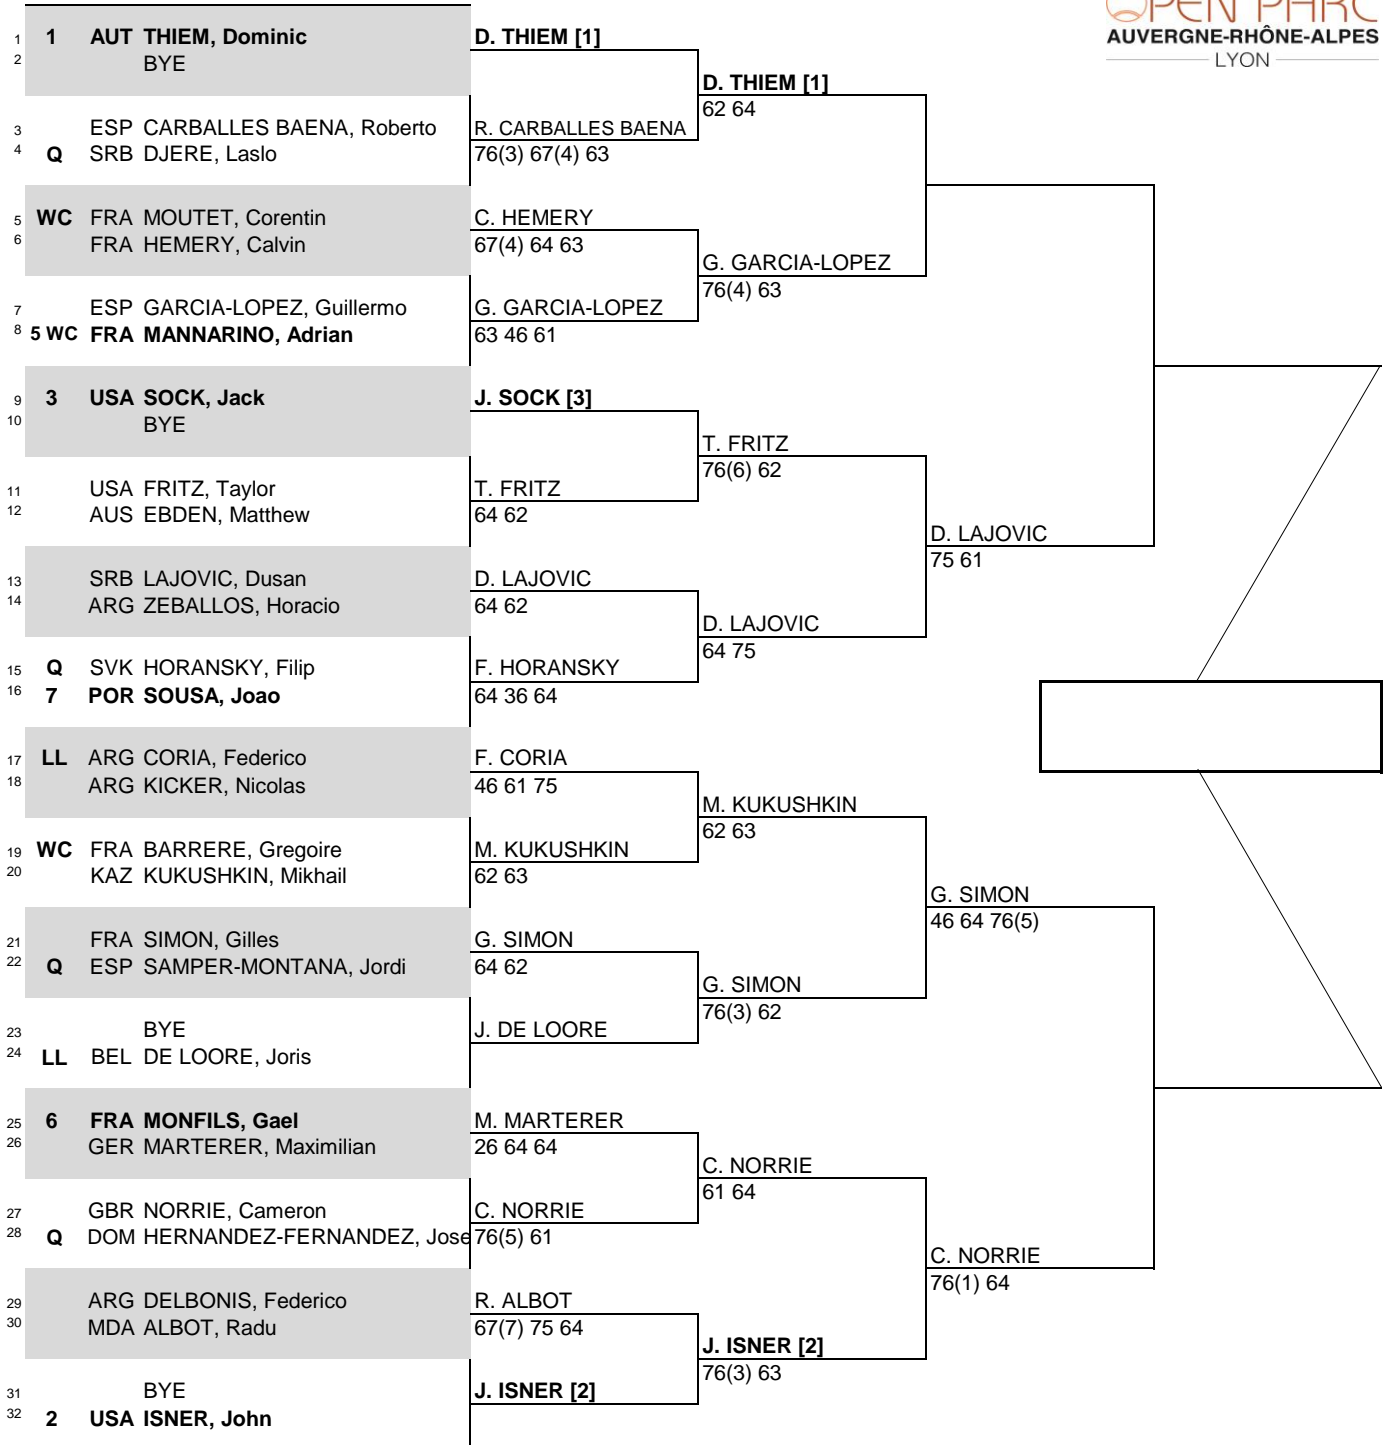 OPEN PARC
AUVERGNE-RHÔNE-ALPES
LYON
1 1 AUT THIEM, Dominic
2 BYE
3 ESP CARBALLES BAENA, Roberto
4 Q SRB DJERE, Laslo
5 WC FRA MOUTET, Corentin
6 FRA HEMERY, Calvin
7 ESP GARCIA-LOPEZ, Guillermo
8 5 WC FRA MANNARINO, Adrian
9 3 USA SOCK, Jack
10 BYE
11 USA FRITZ, Taylor
12 AUS EBDEN, Matthew
13 SRB LAJOVIC, Dusan
14 ARG ZEBALLOS, Horacio
15 Q SVK HORANSKY, Filip
16 7 POR SOUSA, Joao
17 LL ARG CORIA, Federico
18 ARG KICKER, Nicolas
19 WC FRA BARRERE, Gregoire
20 KAZ KUKUSHKIN, Mikhail
21 FRA SIMON, Gilles
22 Q ESP SAMPER-MONTANA, Jordi
23 BYE
24 LL BEL DE LOORE, Joris
25 6 FRA MONFILS, Gael
26 GER MARTERER, Maximilian
27 GBR NORRIE, Cameron
28 Q DOM HERNANDEZ-FERNANDEZ, Jose
29 ARG DELBONIS, Federico
30 MDA ALBOT, Radu
31 BYE
32 2 USA ISNER, John
D. THIEM [1]
R. CARBALLES BAENA
76(3) 67(4) 63
C. HEMERY
67(4) 64 63
G. GARCIA-LOPEZ
63 46 61
J. SOCK [3]
T. FRITZ
64 62
D. LAJOVIC
64 62
F. HORANSKY
64 36 64
F. CORIA
46 61 75
M. KUKUSHKIN
62 63
G. SIMON
64 62
J. DE LOORE
M. MARTERER
26 64 64
C. NORRIE
76(5) 61
R. ALBOT
67(7) 75 64
J. ISNER [2]
D. THIEM [1]
62 64
G. GARCIA-LOPEZ
76(4) 63
T. FRITZ
76(6) 62
D. LAJOVIC
64 75
M. KUKUSHKIN
62 63
G. SIMON
76(3) 62
C. NORRIE
61 64
J. ISNER [2]
76(3) 63
D. LAJOVIC
75 61
G. SIMON
46 64 76(5)
C. NORRIE
76(1) 64